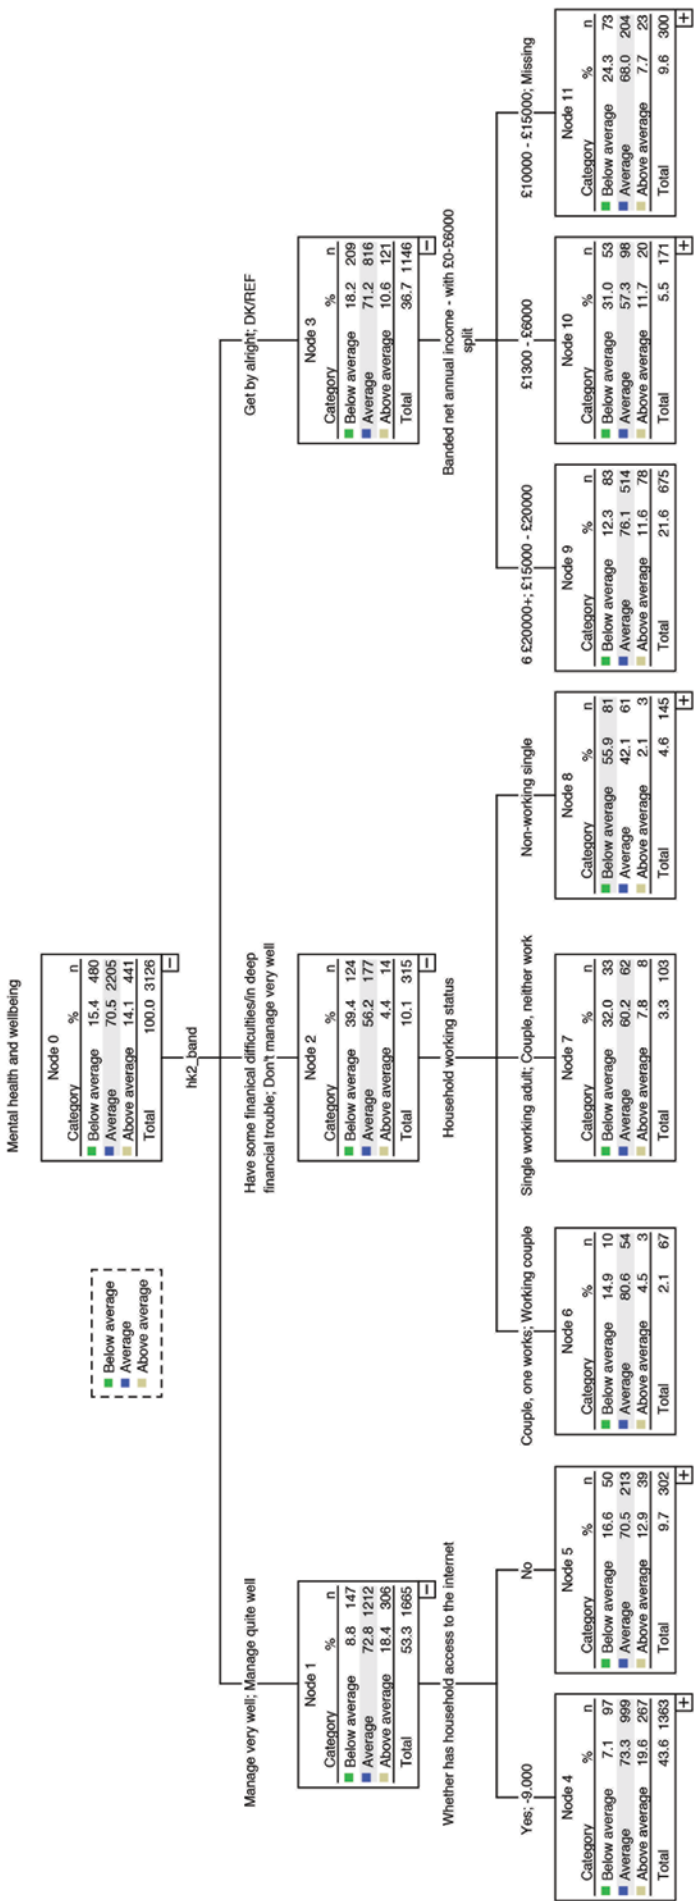 Mental health and wellbeing
Below average
Average
Above average
Node 0
Category % n
Below average 15.4 480
Average 70.5 2205
Above average 14.1 441
Total 100.0 3126
−
hk2_band
Manage very well; Manage quite well
Node 1
Category % n
Below average 8.8 147
Average 72.8 1212
Above average 18.4 306
Total 53.3 1665
−
Have some finanical difficulties/in deep
financial trouble; Don't manage very well
Node 2
Category % n
Below average 39.4 124
Average 56.2 177
Above average 4.4 14
Total 10.1 315
−
Get by alright; DK/REF
Node 3
Category % n
Below average 18.2 209
Average 71.2 816
Above average 10.6 121
Total 36.7 1146
−
Whether has household access to the internet
Yes; -9.000
Node 4
Category % n
Below average 7.1 97
Average 73.3 999
Above average 19.6 267
Total 43.6 1363
+
No
Node 5
Category % n
Below average 16.6 50
Average 70.5 213
Above average 12.9 39
Total 9.7 302
+
Household working status
Couple, one works; Working couple
Node 6
Category % n
Below average 14.9 10
Average 80.6 54
Above average 4.5 3
Total 2.1 67
Single working adult; Couple, neither work
Node 7
Category % n
Below average 32.0 33
Average 60.2 62
Above average 7.8 8
Total 3.3 103
Non-working single
Node 8
Category % n
Below average 55.9 81
Average 42.1 61
Above average 2.1 3
Total 4.6 145
+
Banded net annual income - with £0-£6000
split
6 £20000+; £15000 - £20000
Node 9
Category % n
Below average 12.3 83
Average 76.1 514
Above average 11.6 78
Total 21.6 675
£1300 - £6000
Node 10
Category % n
Below average 31.0 53
Average 57.3 98
Above average 11.7 20
Total 5.5 171
+
£10000 - £15000; Missing
Node 11
Category % n
Below average 24.3 73
Average 68.0 204
Above average 7.7 23
Total 9.6 300
+